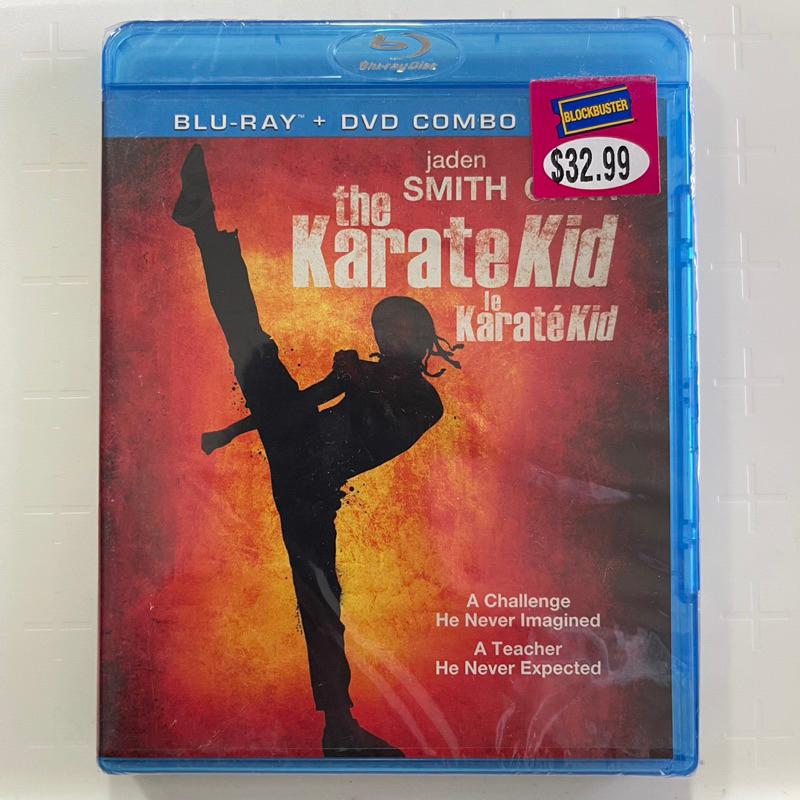 Blu-ray Disc
BLU-RAY™ + DVD COMBO
BLOCKBUSTER
$32.99
jaden
SMITH
the
Karate Kid
le
Karaté Kid
A Challenge
He Never Imagined
A Teacher
He Never Expected